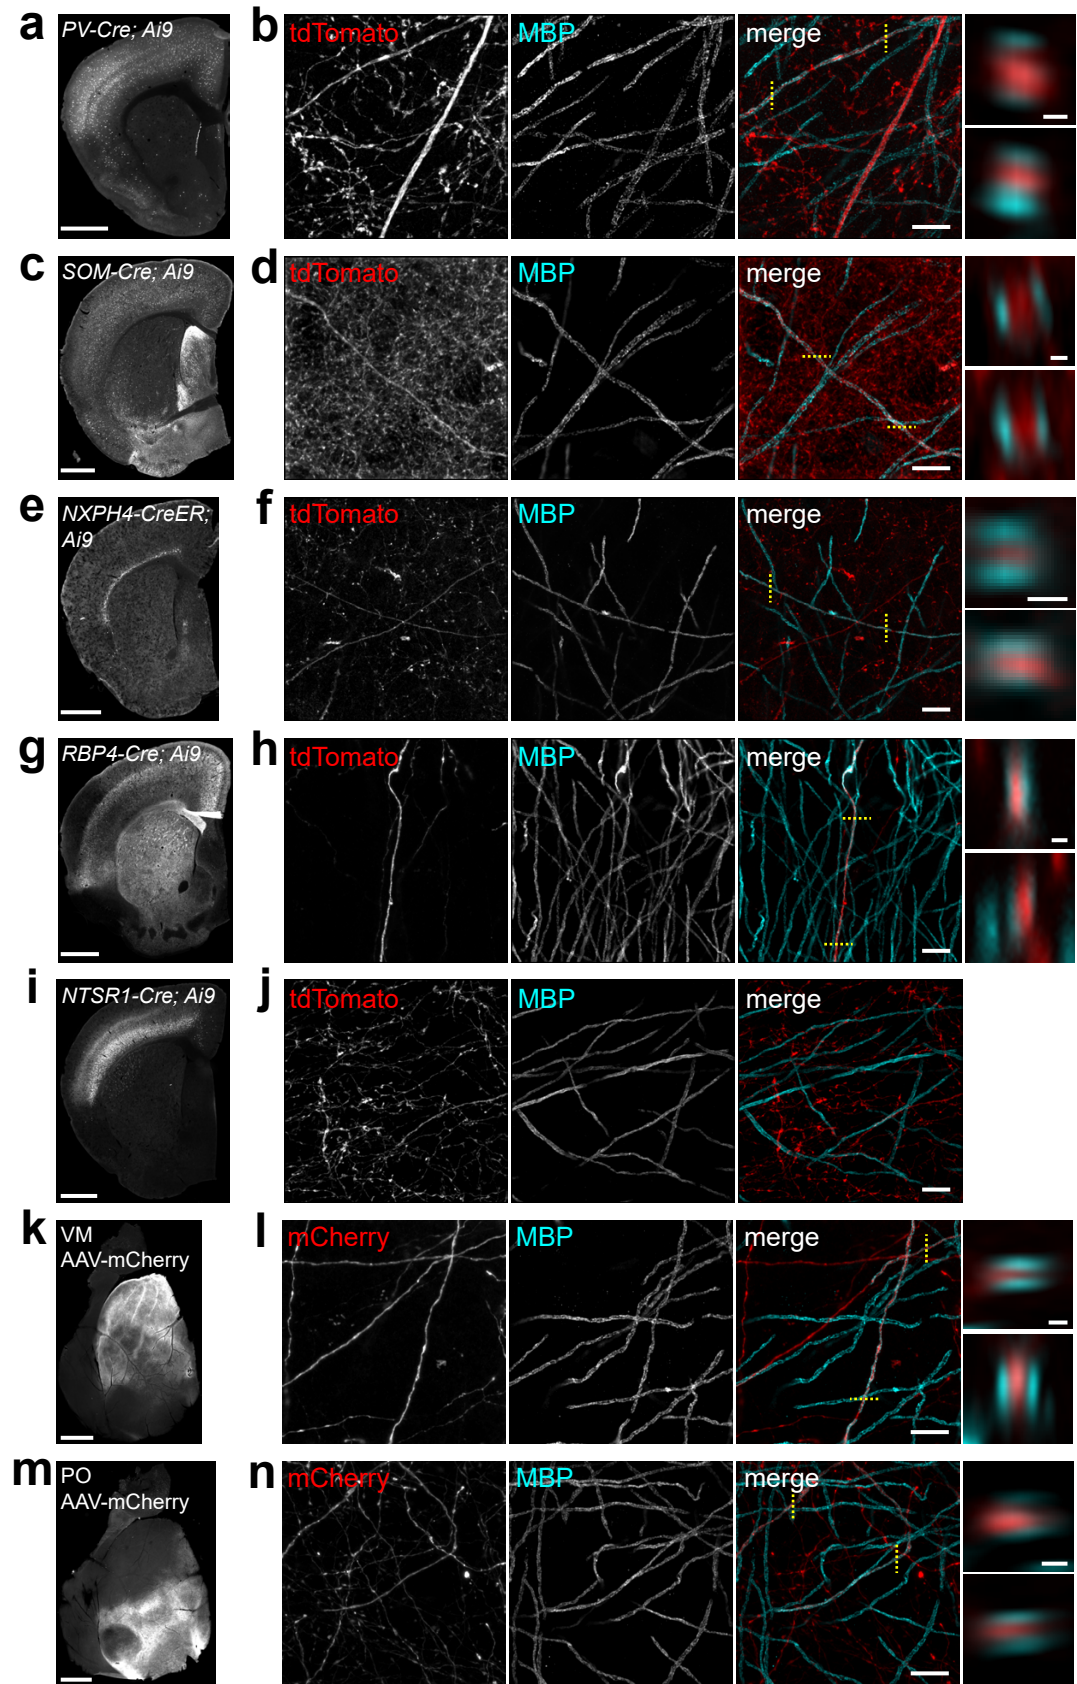 a PV-Cre; Ai9
b tdTomato MBP merge
c SOM-Cre; Ai9
d tdTomato MBP merge
e NXPH4-CreER;
Ai9
f tdTomato MBP merge
g RBP4-Cre; Ai9
h tdTomato MBP merge
i NTSR1-Cre; Ai9
j tdTomato MBP merge
k VM
AAV-mCherry
l mCherry MBP merge
m PO
AAV-mCherry
n mCherry MBP merge